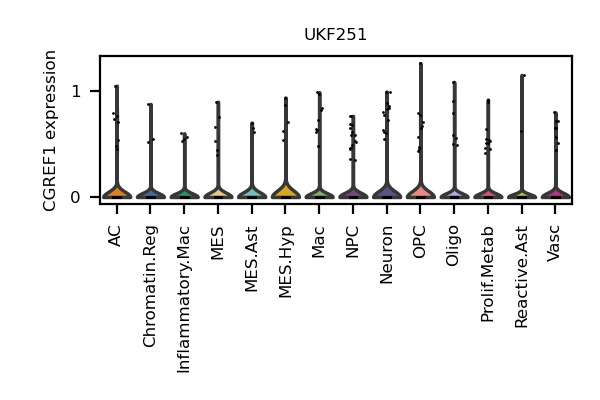 UKF251
CGREF1 expression
1
0
AC
Chromatin.Reg
Inflammatory.Mac
MES
MES.Ast
MES.Hyp
Mac
NPC
Neuron
OPC
Oligo
Prolif.Metab
Reactive.Ast
Vasc